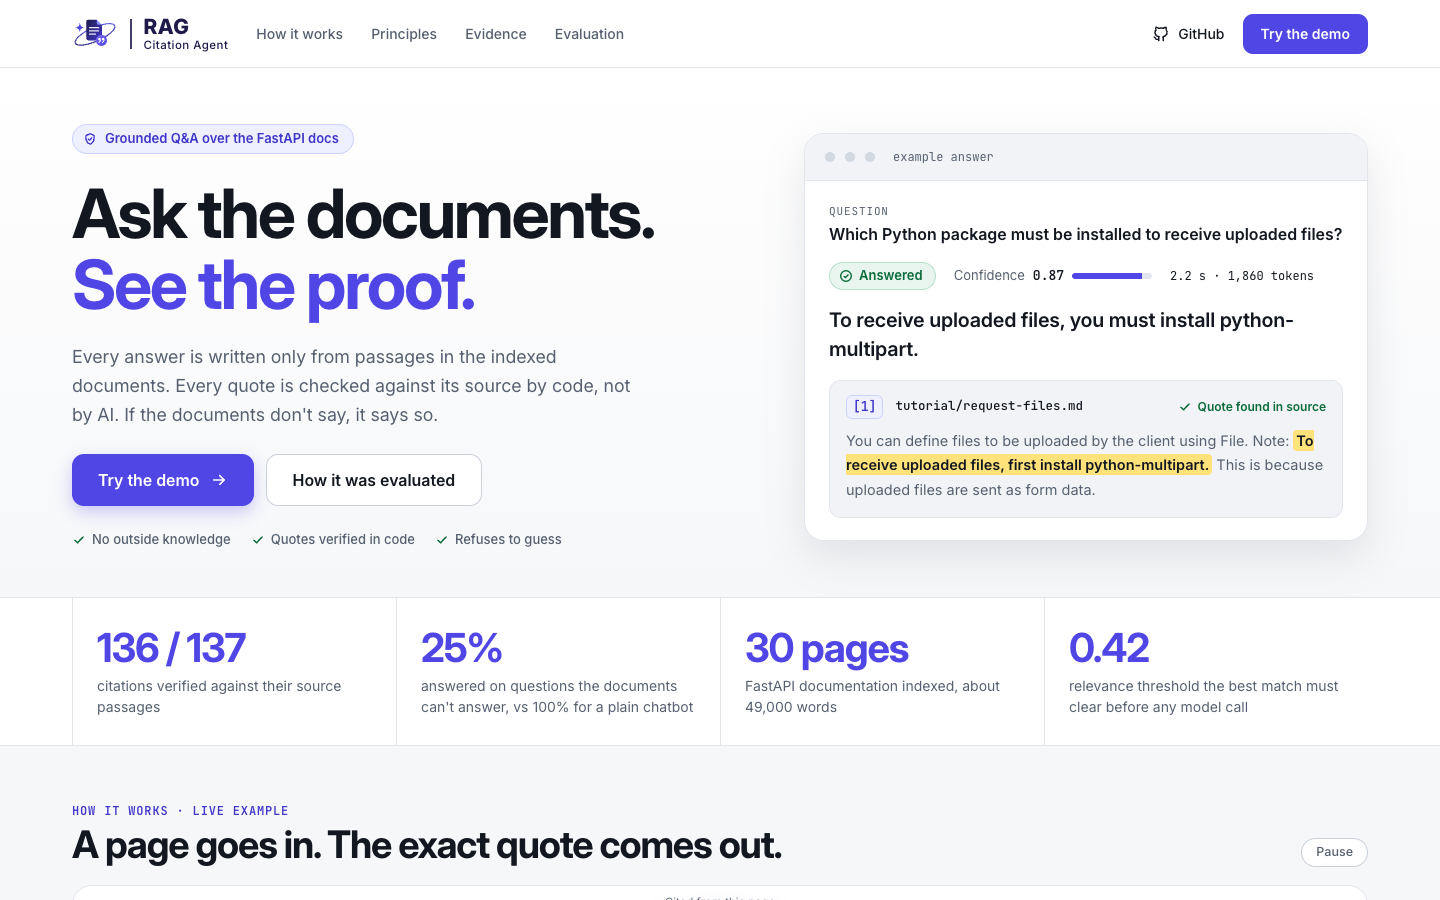 RAG
Citation Agent
How it works
Principles
Evidence
Evaluation
GitHub
Try the demo
Grounded Q&A over the FastAPI docs
Ask the documents.
See the proof.
Every answer is written only from passages in the indexed
documents. Every quote is checked against its source by code, not
by AI. If the documents don't say, it says so.
Try the demo
How it was evaluated
No outside knowledge
Quotes verified in code
Refuses to guess
example answer
QUESTION
Which Python package must be installed to receive uploaded files?
Answered
Confidence 0.87
2.2 s · 1,860 tokens
To receive uploaded files, you must install python-
multipart.
[1] tutorial/request-files.md
Quote found in source
You can define files to be uploaded by the client using File. Note: To
receive uploaded files, first install python-multipart. This is because
uploaded files are sent as form data.
136 / 137
citations verified against their source
passages
25%
answered on questions the documents
can't answer, vs 100% for a plain chatbot
30 pages
FastAPI documentation indexed, about
49,000 words
0.42
relevance threshold the best match must
clear before any model call
HOW IT WORKS · LIVE EXAMPLE
A page goes in. The exact quote comes out.
Pause